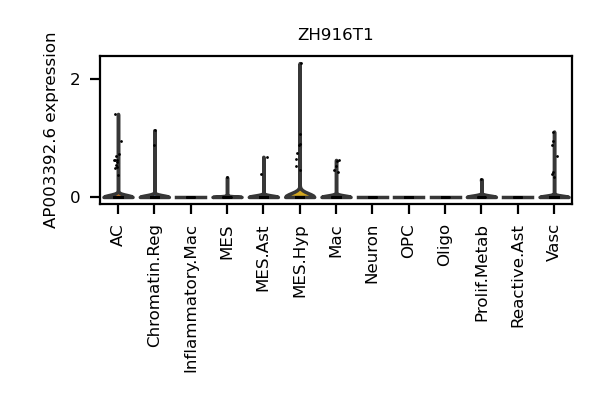 ZH916T1
AP003392.6 expression
2
0
AC
Chromatin.Reg
Inflammatory.Mac
MES
MES.Ast
MES.Hyp
Mac
Neuron
OPC
Oligo
Prolif.Metab
Reactive.Ast
Vasc